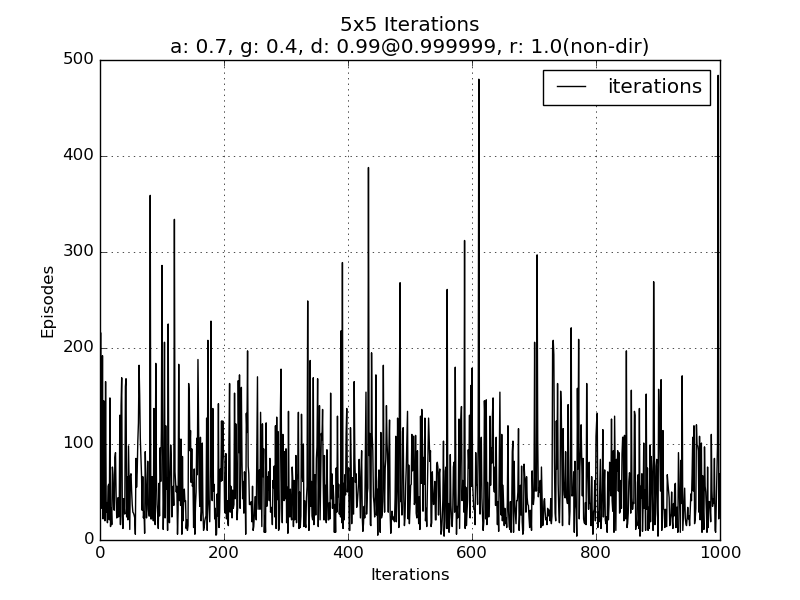 5x5 Iterations
a: 0.7, g: 0.4, d: 0.99@0.999999, r: 1.0(non-dir)
500
iterations
400
300
Episodes
200
100
0
0 200 400 600 800 1000
Iterations